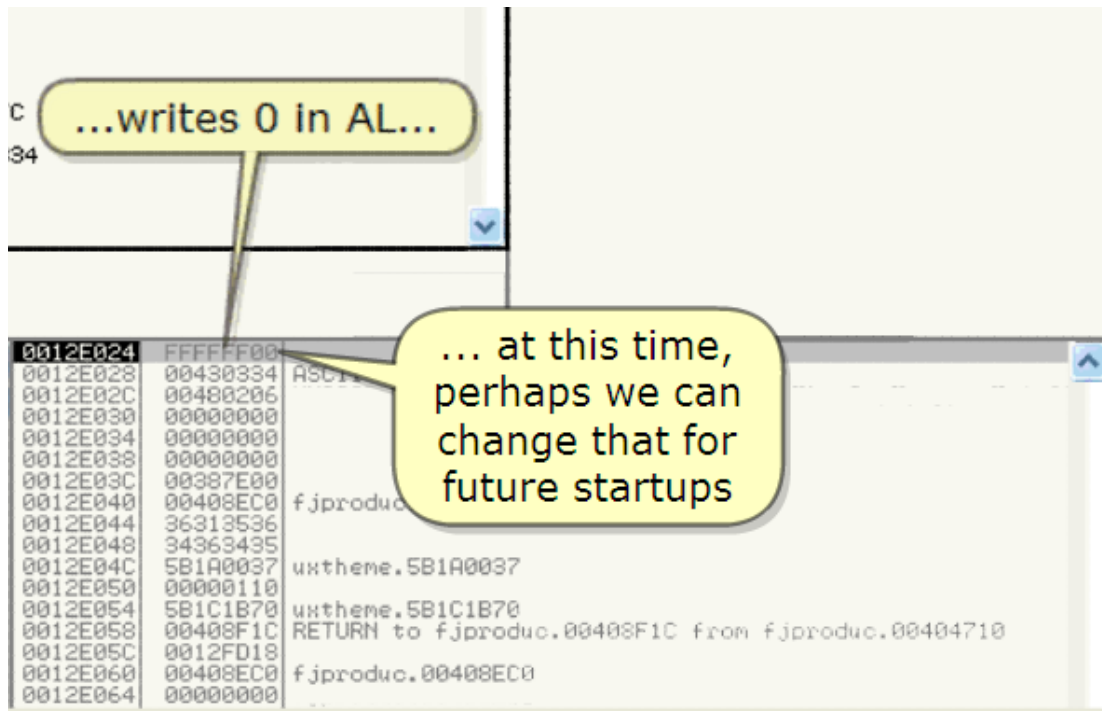 C
...writes 0 in AL...
34
... at this time,
perhaps we can
change that for
future startups
0012E024 FFFFFF00
0012E028 00430334 ASCII
0012E02C 00480206
0012E030 00000000
0012E034 00000000
0012E038 00000000
0012E03C 00387E00
0012E040 00408EC0 fjproduc
0012E044 36313536
0012E048 34363435
0012E04C 5B1A0037 uxtheme.5B1A0037
0012E050 00000110
0012E054 5B1C1B70 uxtheme.5B1C1B70
0012E058 00408F1C RETURN to fjproduc.00408F1C from fjproduc.00404710
0012E05C 0012FD18
0012E060 00408EC0 fjproduc.00408EC0
0012E064 00000000